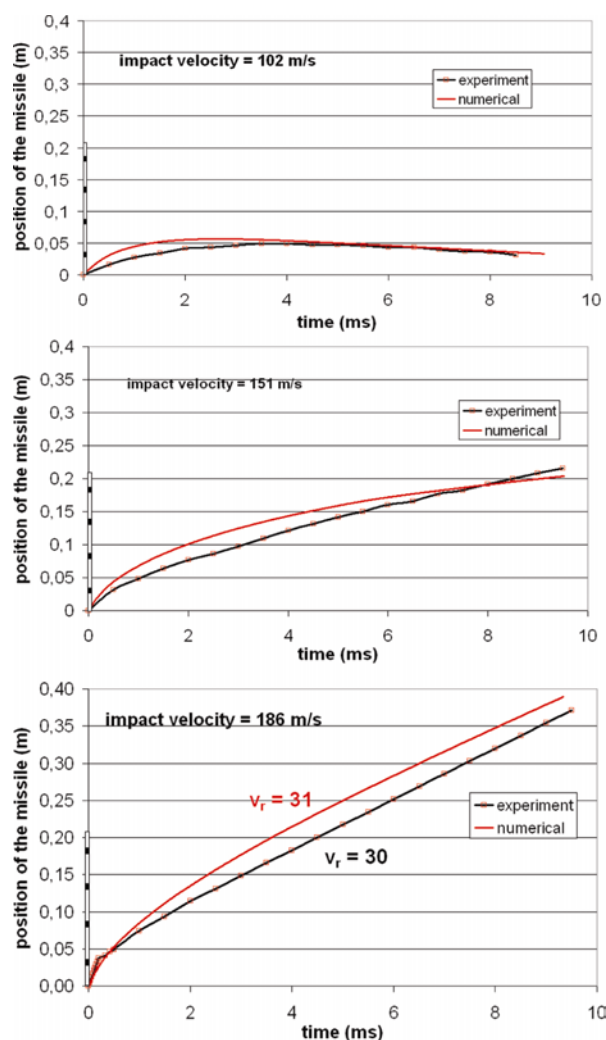 position of the missile (m)
0,4
0,35
0,3
0,25
0,2
0,15
0,1
0,05
0
impact velocity = 102 m/s
experiment
numerical
0 2 4 6 8 10
time (ms)
position of the missile (m)
0,4
0,35
0,3
0,25
0,2
0,15
0,1
0,05
0
impact velocity = 151 m/s
experiment
numerical
0 2 4 6 8 10
time (ms)
position of the missile (m)
0,40
0,35
0,30
0,25
0,20
0,15
0,10
0,05
0,00
impact velocity = 186 m/s
vr = 31
experiment
numerical
vr = 30
0 2 4 6 8 10
time (ms)